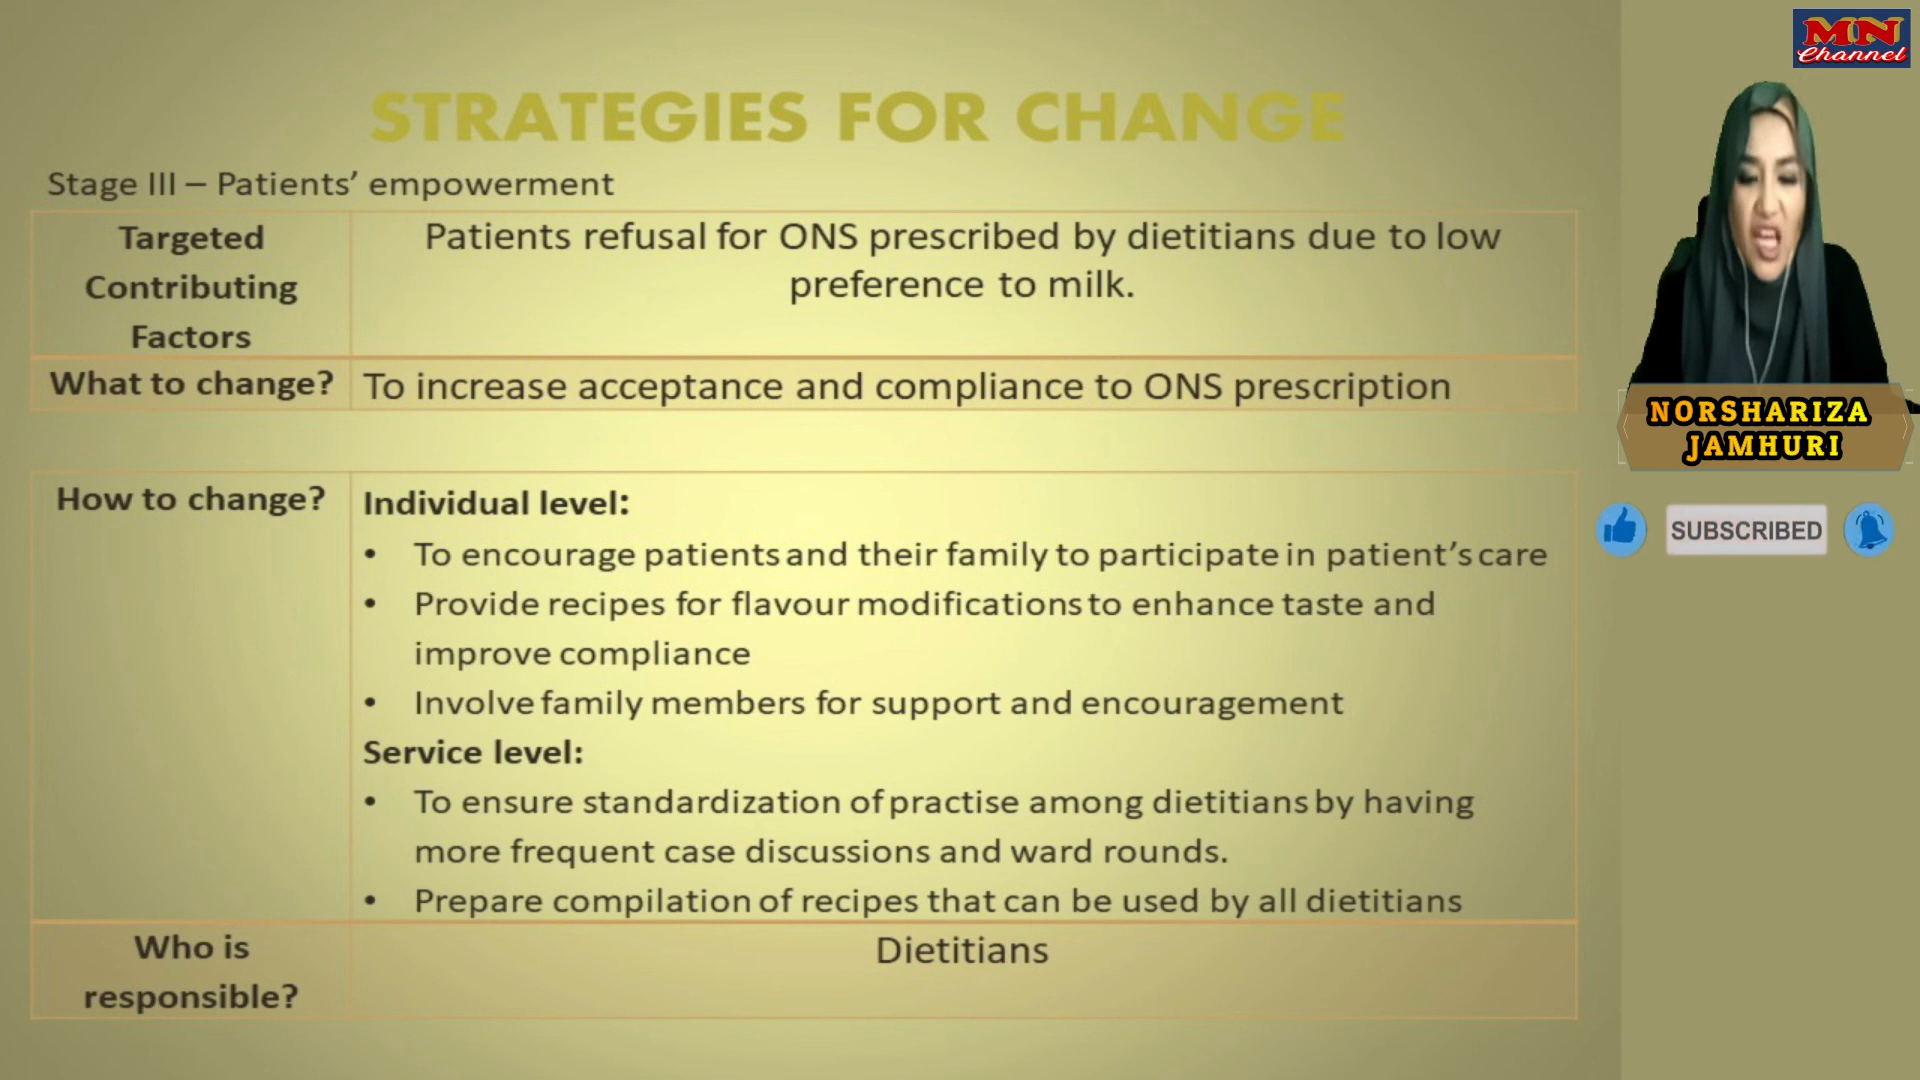 MN
Channel
STRATEGIES FOR CHANGE
Stage III – Patients’ empowerment
Targeted
Contributing
Factors
Patients refusal for ONS prescribed by dietitians due to low
preference to milk.
What to change?
To increase acceptance and compliance to ONS prescription
How to change?
Individual level:
• To encourage patients and their family to participate in patient’s care
• Provide recipes for flavour modifications to enhance taste and
improve compliance
• Involve family members for support and encouragement
Service level:
• To ensure standardization of practise among dietitians by having
more frequent case discussions and ward rounds.
• Prepare compilation of recipes that can be used by all dietitians
Who is
responsible?
Dietitians
NORSHARIZA
JAMHURI
SUBSCRIBED